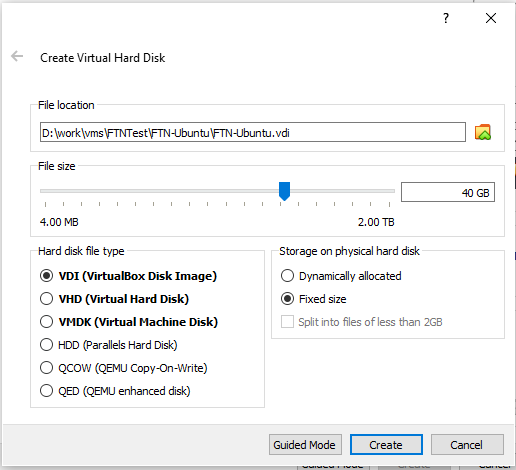 ?
Create Virtual Hard Disk
File location
D:\work\vms\FTNTest\FTN-Ubuntu\FTN-Ubuntu.vdi
File size
40 GB
4.00 MB 2.00 TB
Hard disk file type
VDI (VirtualBox Disk Image)
VHD (Virtual Hard Disk)
VMDK (Virtual Machine Disk)
HDD (Parallels Hard Disk)
QCOW (QEMU Copy-On-Write)
QED (QEMU enhanced disk)
Storage on physical hard disk
Dynamically allocated
Fixed size
Split into files of less than 2GB
Guided Mode Create Cancel